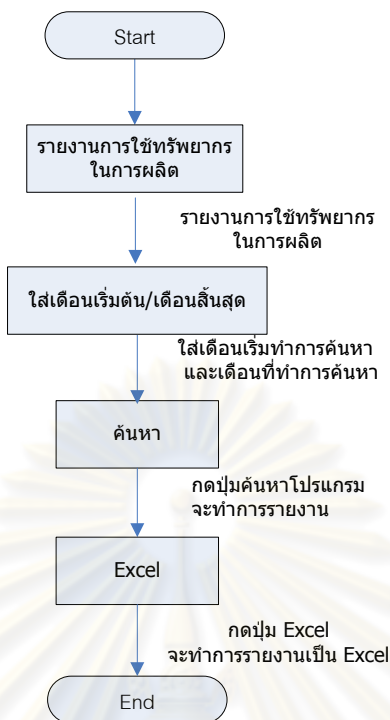 Start
รายงานการใช้ทรัพยากร
ในการผลิต
รายงานการใช้ทรัพยากร
ในการผลิต
ใส่เดือนเริ่มต้น/เดือนสิ้นสุด
ใส่เดือนเริ่มทำการค้นหา
และเดือนที่ทำการค้นหา
ค้นหา
กดปุ่มค้นหาโปรแกรม
จะทำการรายงาน
Excel
กดปุ่ม Excel
จะทำการรายงานเป็น Excel
End